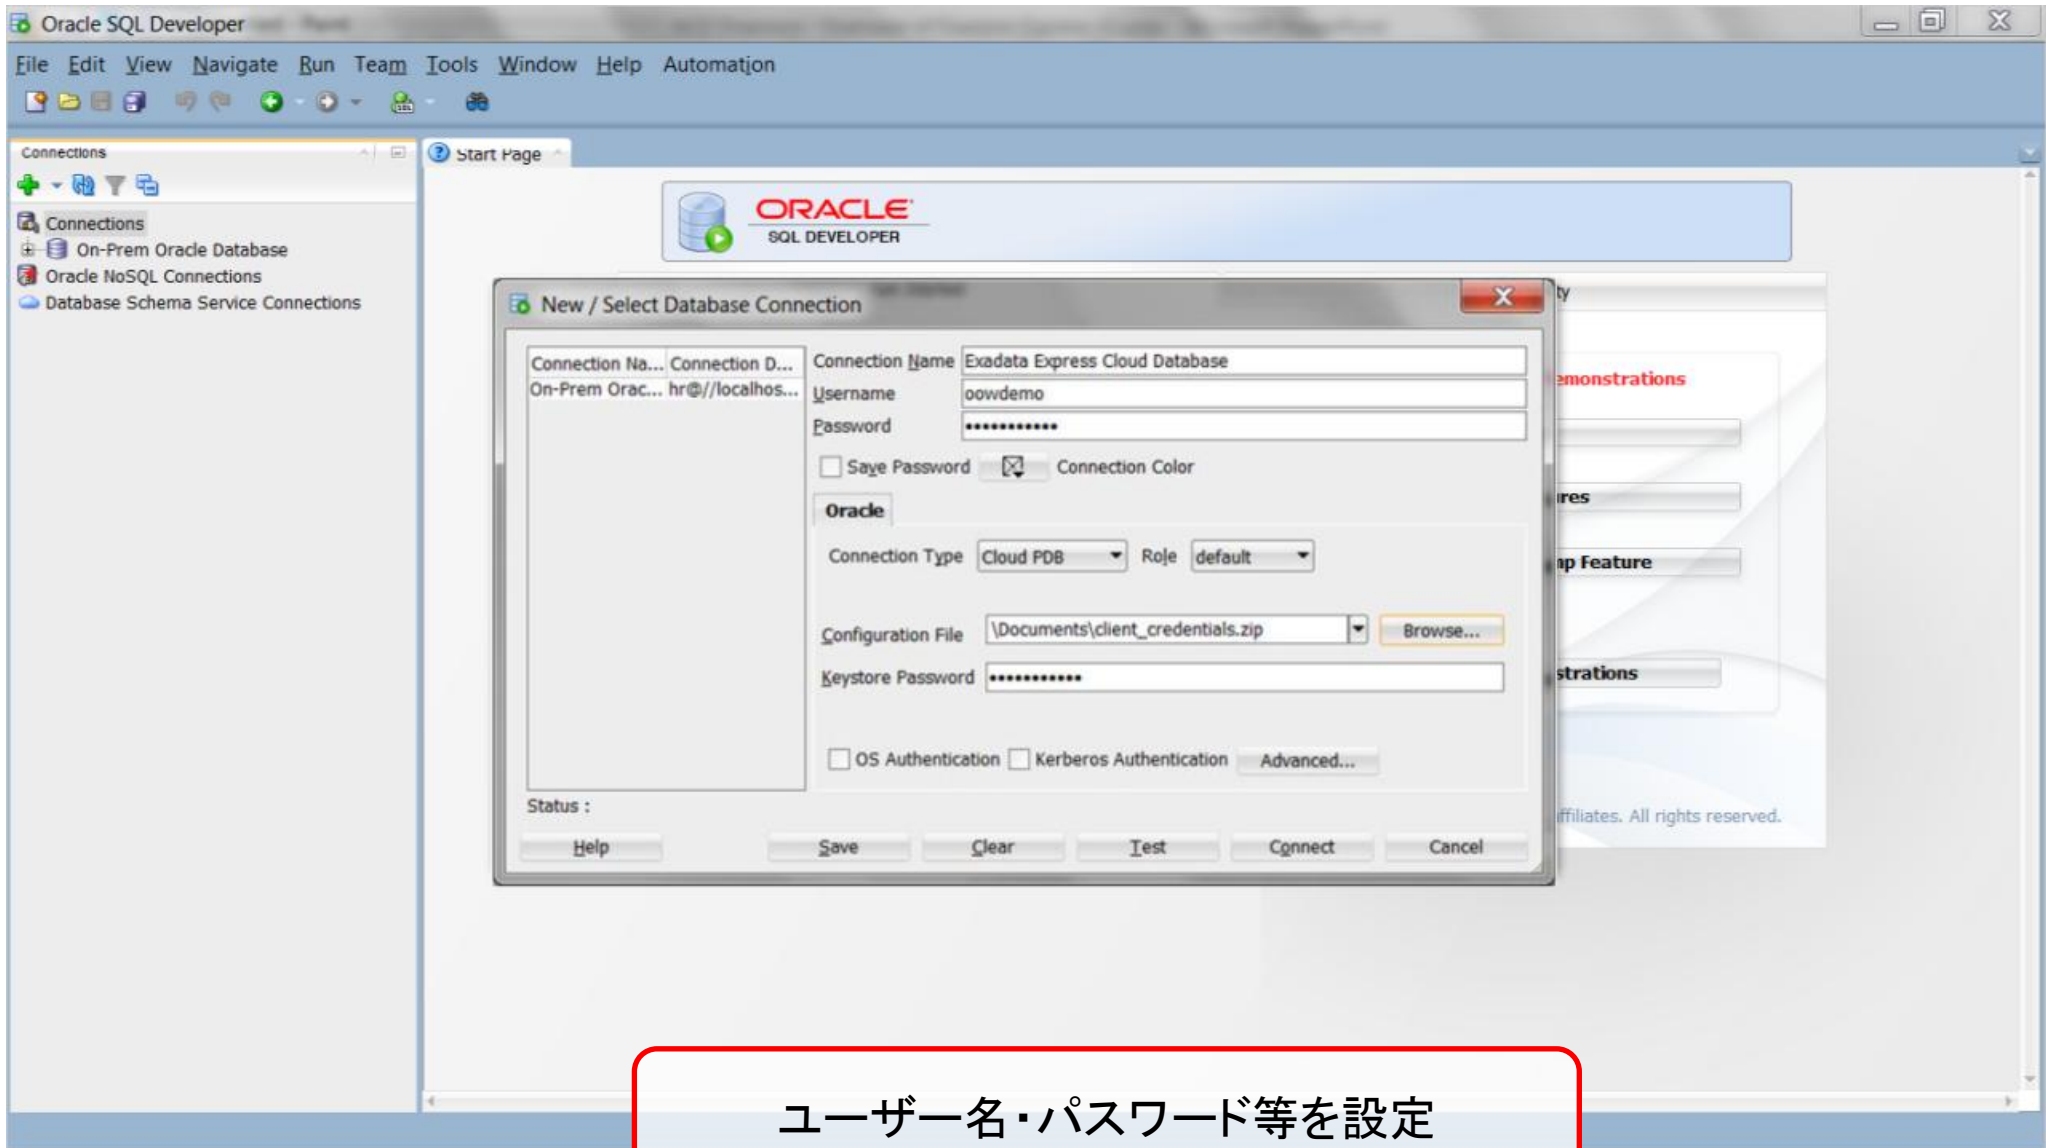 Oracle SQL Developer
File Edit View Navigate Run Team Tools Window Help Automation
Connections
Start Page
Connections
On-Prem Oracle Database
Oracle NoSQL Connections
Database Schema Service Connections
ORACLE
SQL DEVELOPER
New / Select Database Connection
ty
Connection Na... Connection D...
On-Prem Orac... hr@//localhos...
Connection Name Exadata Express Cloud Database
Username oowdemo
Password •••••••••••
Save Password Connection Color
Oracle
Connection Type Cloud PDB Role default
Configuration File \Documents\client_credentials.zip Browse...
Keystore Password •••••••••••
OS Authentication Kerberos Authentication Advanced...
Status :
Help Save Clear Test Connect Cancel
emonstrations
res
np Feature
strations
ffiliates. All rights reserved.
ユーザー名・パスワード等を設定